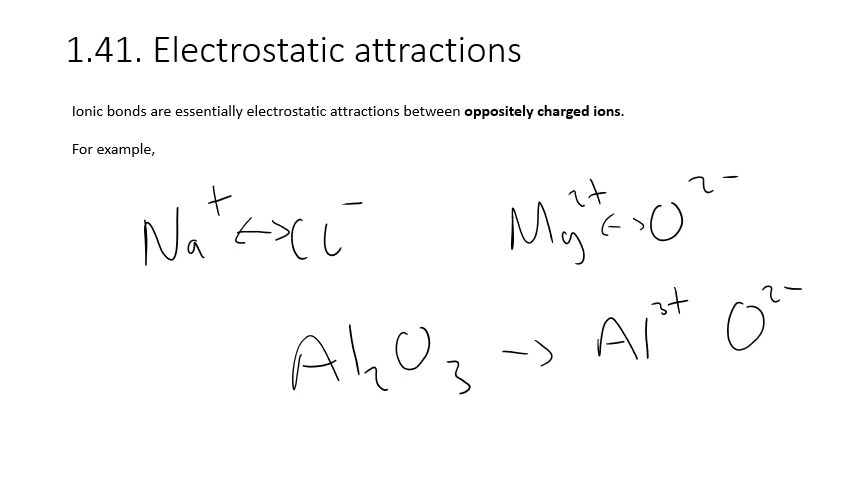 1.41. Electrostatic attractions
Ionic bonds are essentially electrostatic attractions between oppositely charged ions.
For example,
Na⁺ ↔ Cl⁻
Mg²⁺ ↔ O²⁻
Al₂O₃ → Al³⁺ O²⁻